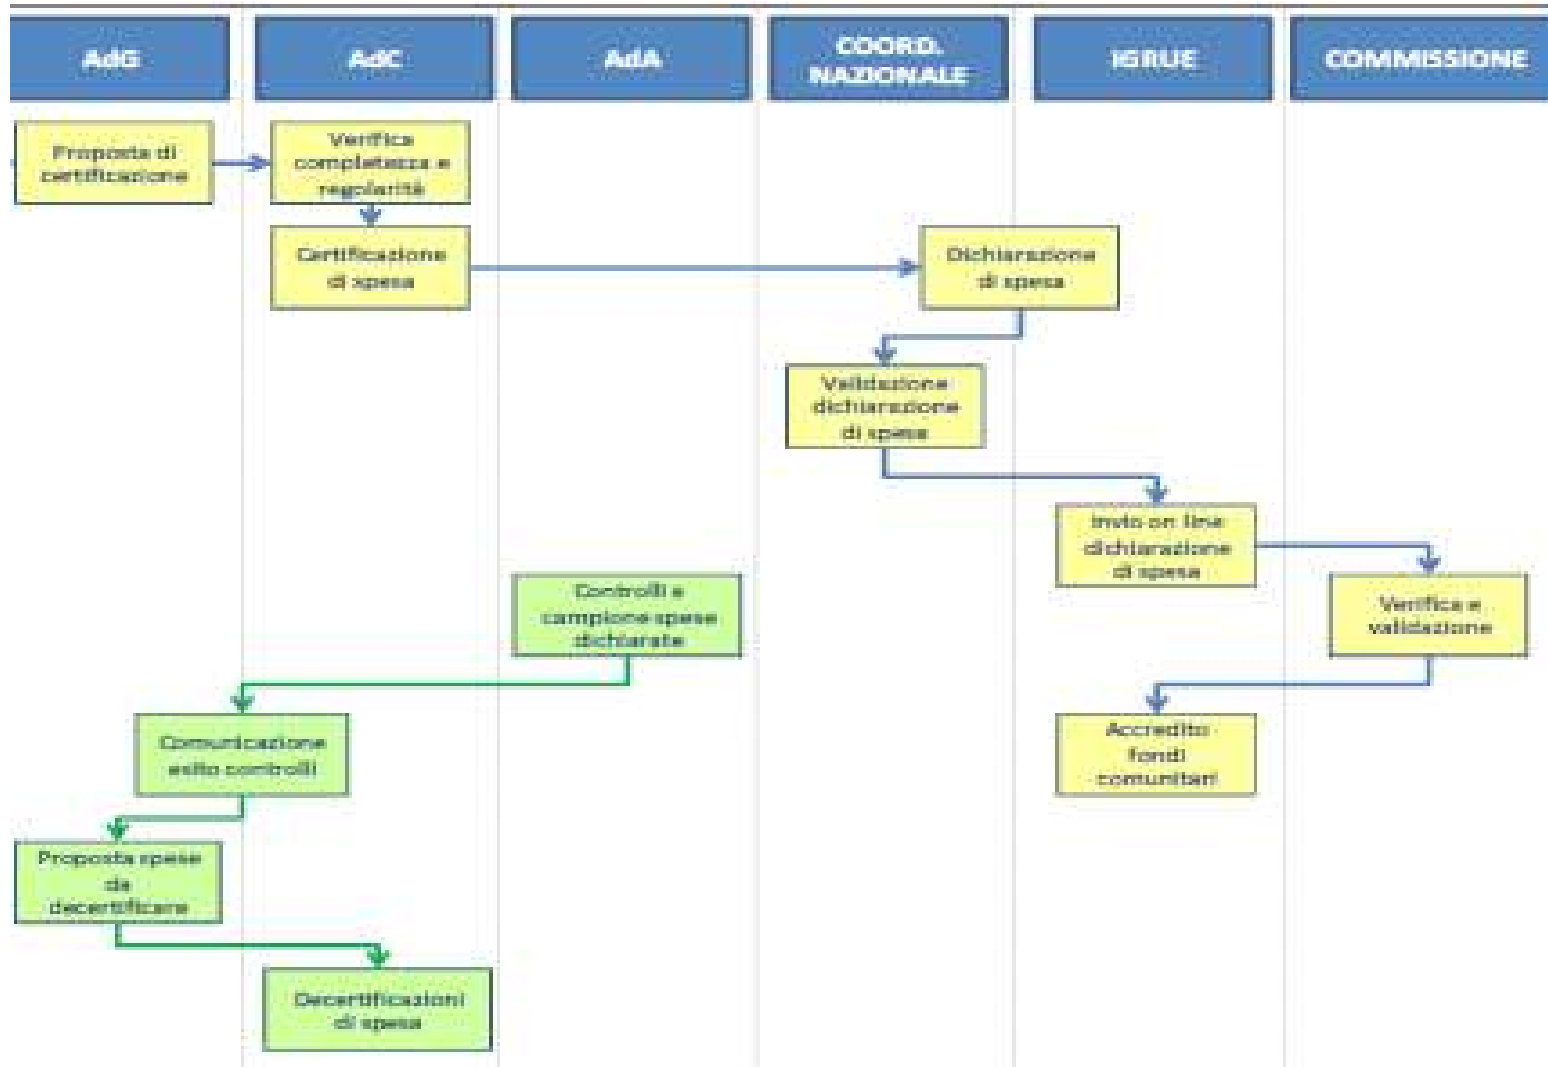 AdG
AdC
AdA
COORD.
NAZIONALE
IGRUE
COMMISSIONE
Proposta di
certificazione
Verifica
completezza e
regolarità
Certificazione
di spesa
Dichiarazione
di spesa
Validazione
dichiarazione
di spesa
Invio on line
dichiarazione
di spesa
Controlli e
campione spese
dichiarate
Verifica e
validazione
Comunicazione
esito controlli
Accredito
fondi
comunitari
Proposta spese
da
decertificare
Decertificazioni
di spesa